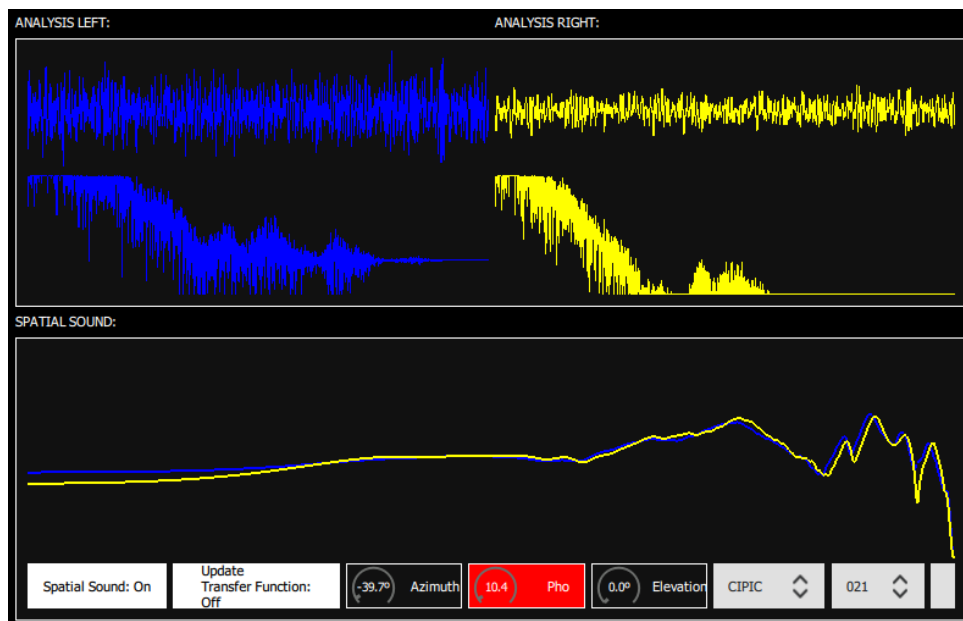 ANALYSIS LEFT:
ANALYSIS RIGHT:
SPATIAL SOUND:
Spatial Sound: On
Update
Transfer Function:
Off
-39.7º Azimuth
10.4 Pho
0.0º Elevation
CIPIC
021